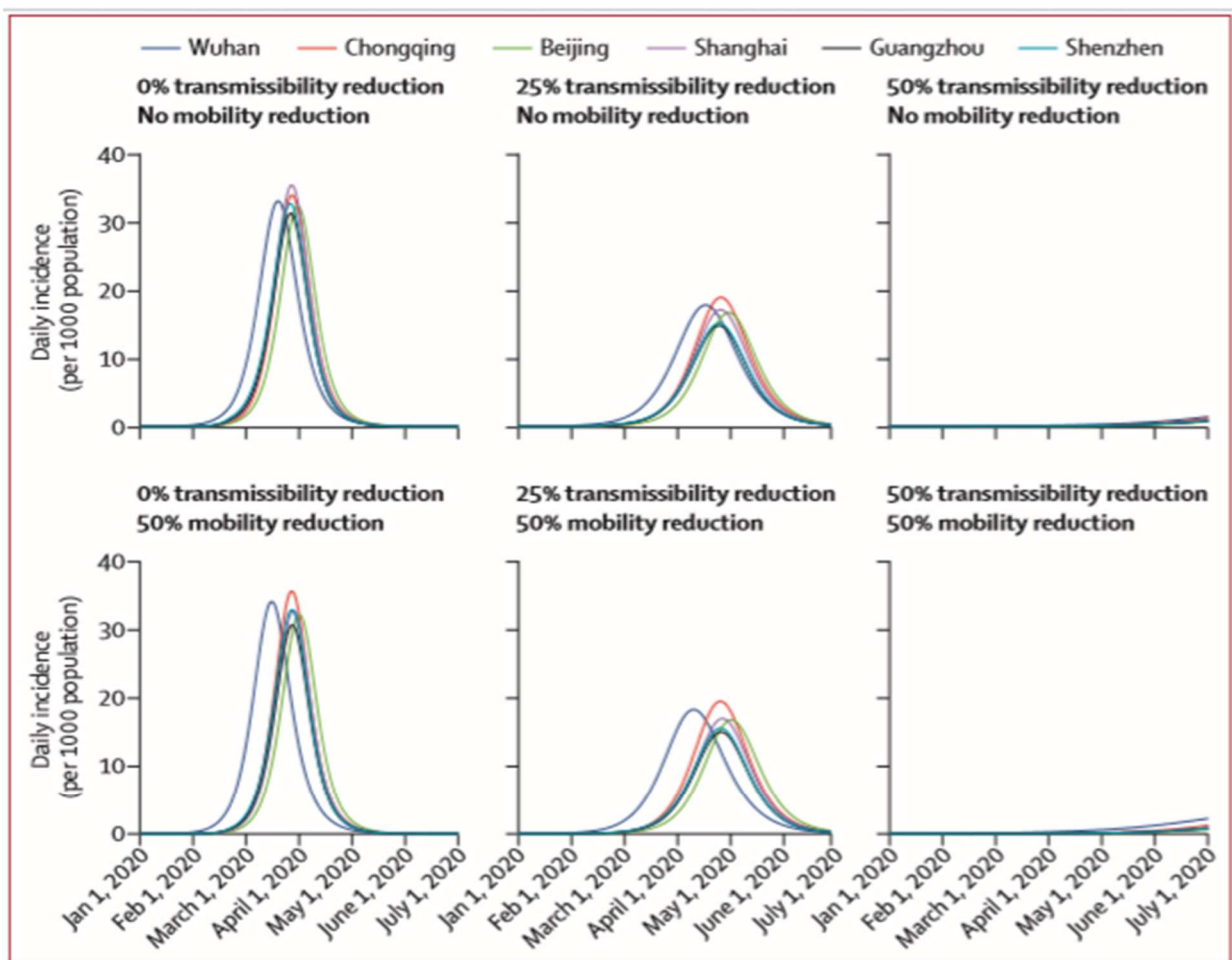 Wuhan Chongqing Beijing Shanghai Guangzhou Shenzhen
0% transmissibility reduction
No mobility reduction
25% transmissibility reduction
No mobility reduction
50% transmissibility reduction
No mobility reduction
Daily incidence
(per 1000 population)
40
30
20
10
0
0% transmissibility reduction
50% mobility reduction
25% transmissibility reduction
50% mobility reduction
50% transmissibility reduction
50% mobility reduction
Daily incidence
(per 1000 population)
40
30
20
10
0
Jan 1, 2020
Feb 1, 2020
March 1, 2020
April 1, 2020
May 1, 2020
June 1, 2020
July 1, 2020
Jan 1, 2020
Feb 1, 2020
March 1, 2020
April 1, 2020
May 1, 2020
June 1, 2020
July 1, 2020
Jan 1, 2020
Feb 1, 2020
March 1, 2020
April 1, 2020
May 1, 2020
June 1, 2020
July 1, 2020